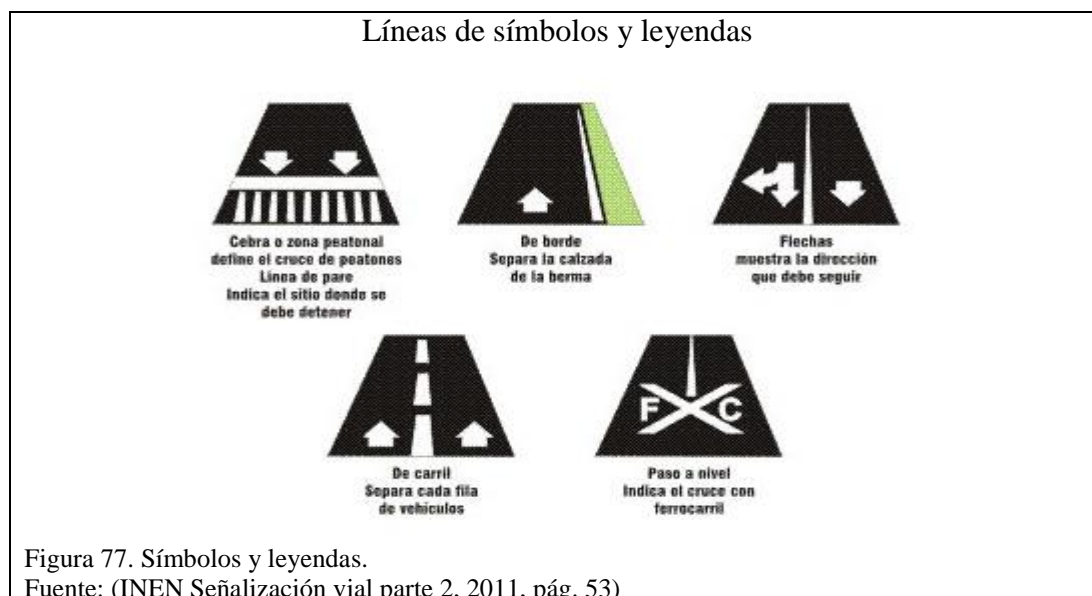 Líneas de símbolos y leyendas
Cebra o zona peatonal
define el cruce de peatones
Linea de pare
Indica el sitio donde se
debe detener
De borde
Separa la calzada
de la berma
Flechas
muestra la dirección
que debe seguir
De carril
Separa cada fila
de vehículos
F C
Paso a nivel
Indica el cruce con
ferrocarril
Figura 77. Símbolos y leyendas.
Fuente: (INEN Señalización vial parte 2, 2011, pág. 53)